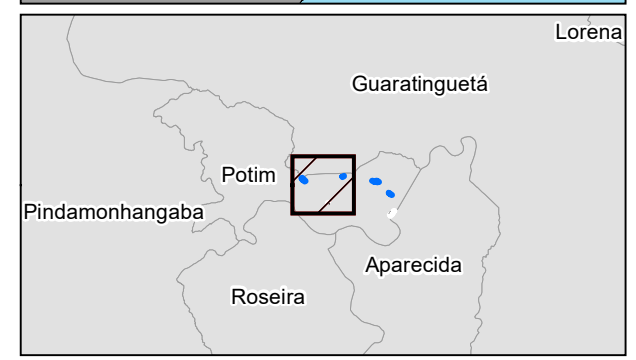 Lorena
Guaratinguetá
Potim
Pindamonhangaba
Aparecida
Roseira